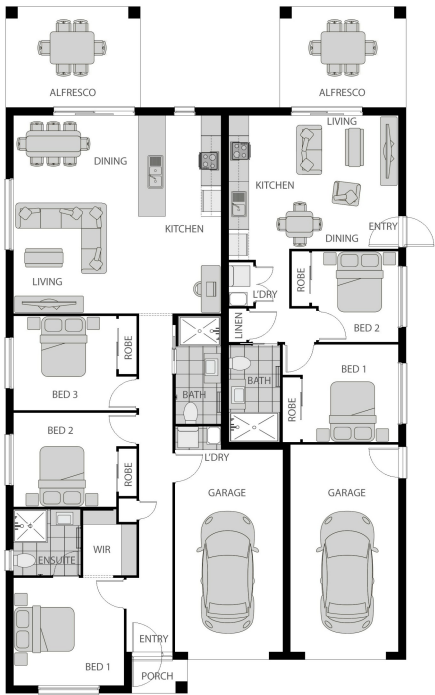 ALFRESCO
ALFRESCO
DINING
KITCHEN
LIVING
LIVING
KITCHEN
DINING
ENTRY
ROBE
L'DRY
BED 2
LINEN
ROBE
BED 3
BATH
BATH
BED 1
ROBE
BED 2
ROBE
L'DRY
GARAGE
GARAGE
ENSUITE
WIR
BED 1
ENTRY
PORCH